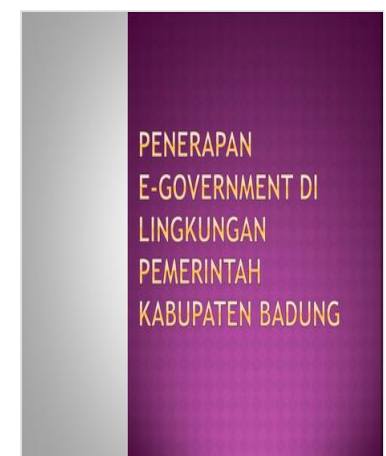 PENERAPAN
E-GOVERNMENT DI
LINGKUNGAN
PEMERINTAH
KABUPATEN BADUNG